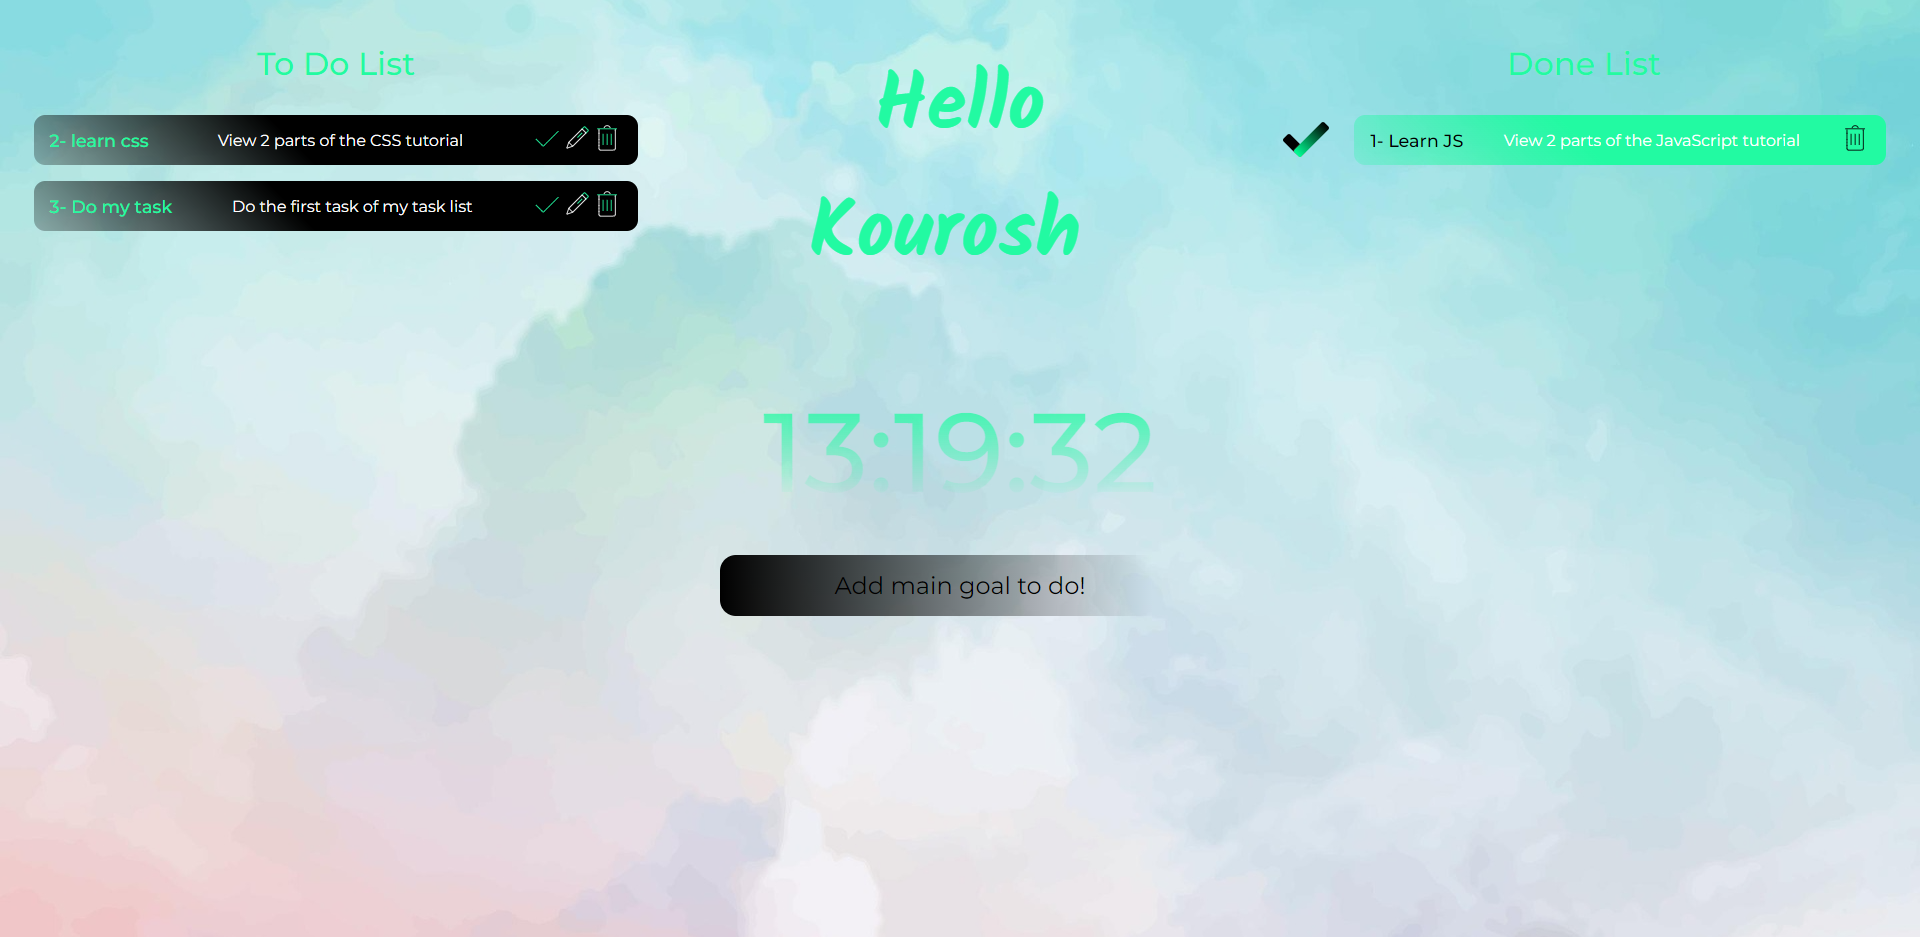 To Do List
2- learn css View 2 parts of the CSS tutorial
3- Do my task Do the first task of my task list
Hello
Kourosh
13:19:32
Add main goal to do!
Done List
1- Learn JS View 2 parts of the JavaScript tutorial